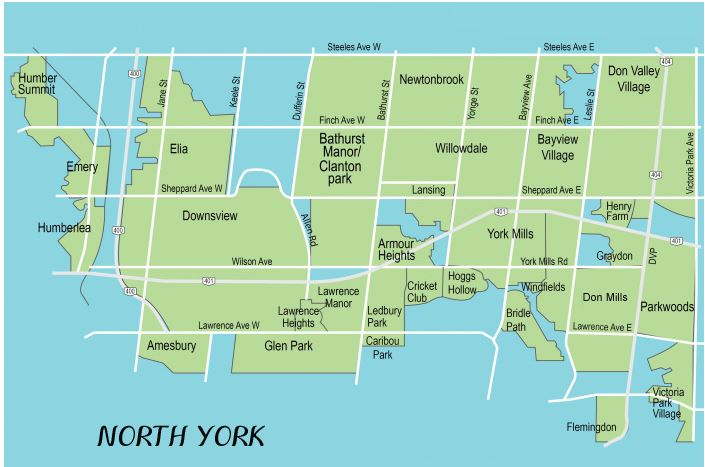 Steeles Ave W
Steeles Ave E
404
Don Valley
Village
400
Humber
Summit
Jane St
Keele St
Dufferin St
Bathurst St
Newtonbrook
Yonge St
Bayview Ave
Leslie St
Finch Ave W
Finch Ave E
Victoria Park Ave
Elia
Bathurst
Manor/
Clanton
park
Willowdale
Bayview
Village
Emery
404
Sheppard Ave W
Lansing
Sheppard Ave E
Downsview
Henry
Farm
Humberlea
400
Allen Rd
401
York Mills
401
Armour
Heights
Graydon
DVP
Wilson Ave
York Mills Rd
401
Hoggs
Hollow
Cricket
Club
Windfields
400
Lawrence
Manor
Don Mills
Parkwoods
Lawrence
Heights
Ledbury
Park
Bridle
Path
Lawrence Ave W
Lawrence Ave E
Amesbury
Glen Park
Caribou
Park
Victoria
Park
Village
Flemingdon
NORTH YORK